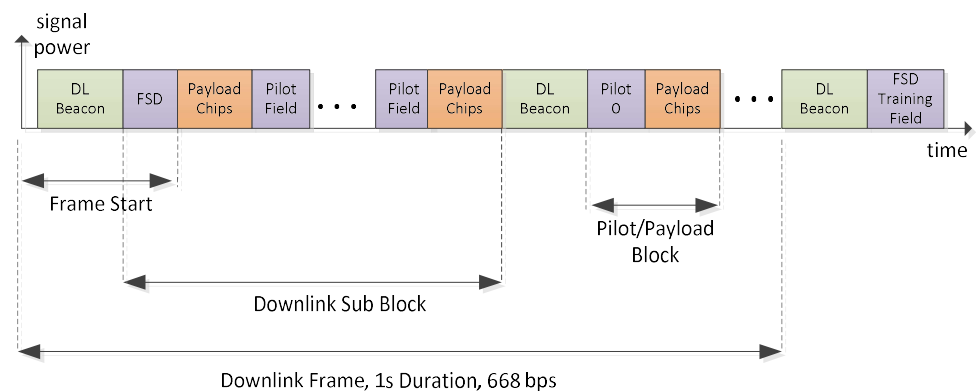 signal
power
DL
Beacon
FSD
Payload
Chips
Pilot
Field
• • •
Pilot
Field
Payload
Chips
DL
Beacon
Pilot
0
Payload
Chips
• • •
DL
Beacon
FSD
Training
Field
time
Frame Start
Pilot/Payload
Block
Downlink Sub Block
Downlink Frame, 1s Duration, 668 bps